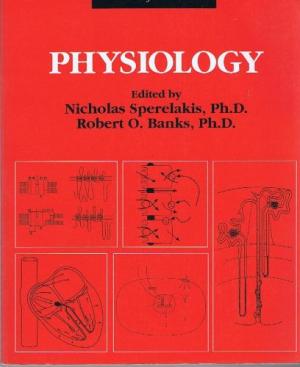 PHYSIOLOGY
Edited by
Nicholas Sperelakis, Ph.D.
Robert O. Banks, Ph.D.